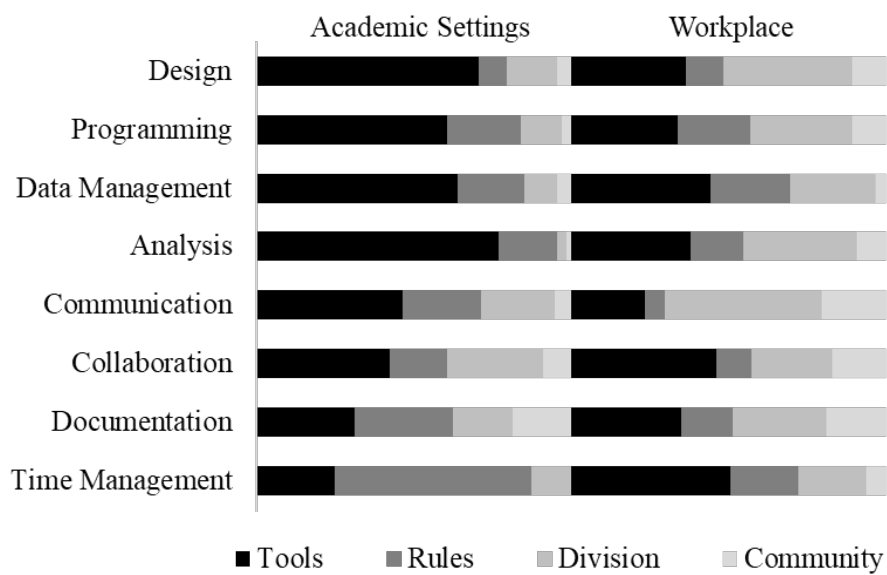 Academic Settings Workplace
Design
Programming
Data Management
Analysis
Communication
Collaboration
Documentation
Time Management
Tools Rules Division Community